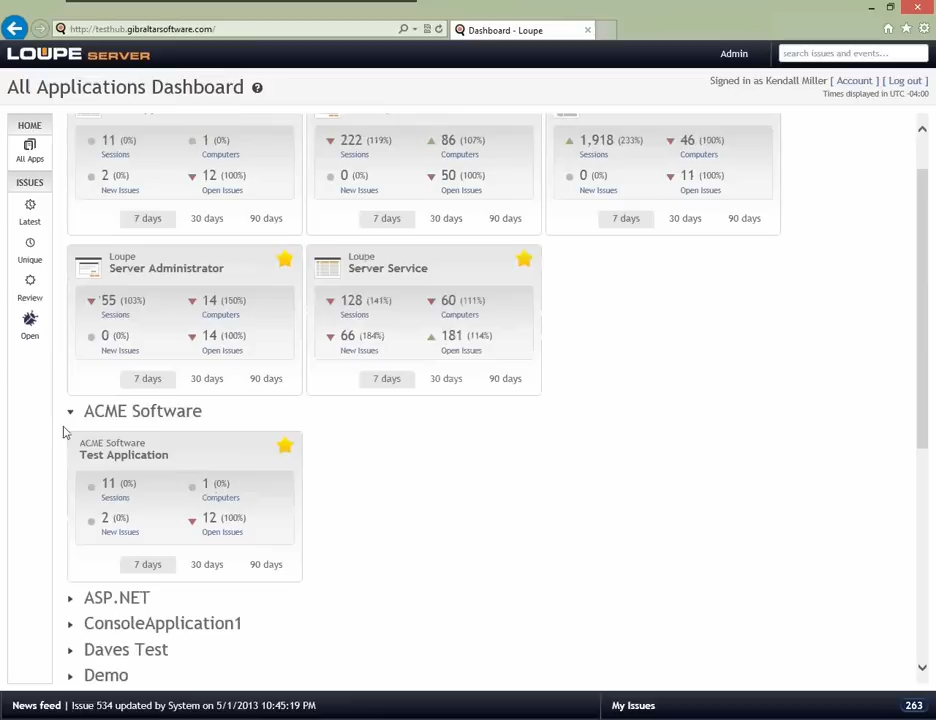 http://testhub.gibraltarsoftware.com/
Dashboard - Loupe
LOUPE SERVER
Admin
search issues and events...
All Applications Dashboard
Signed in as Kendall Miller [ Account ] [ Log out ]
Times displayed in UTC -04:00
HOME
All Apps
ISSUES
Latest
Unique
Review
Open
11 (0%) 1 (0%)
Sessions Computers
2 (0%) 12 (100%)
New Issues Open Issues
7 days 30 days 90 days
222 (119%) 86 (107%)
Sessions Computers
0 (0%) 50 (100%)
New Issues Open Issues
7 days 30 days 90 days
1,918 (233%) 46 (100%)
Sessions Computers
0 (0%) 11 (100%)
New Issues Open Issues
7 days 30 days 90 days
Loupe
Server Administrator
55 (103%) 14 (150%)
Sessions Computers
0 (0%) 14 (100%)
New Issues Open Issues
7 days 30 days 90 days
Loupe
Server Service
128 (141%) 60 (111%)
Sessions Computers
66 (184%) 181 (114%)
New Issues Open Issues
7 days 30 days 90 days
ACME Software
ACME Software
Test Application
11 (0%) 1 (0%)
Sessions Computers
2 (0%) 12 (100%)
New Issues Open Issues
7 days 30 days 90 days
ASP.NET
ConsoleApplication1
Daves Test
Demo
News feed | Issue 534 updated by System on 5/1/2013 10:45:19 PM
My Issues 263